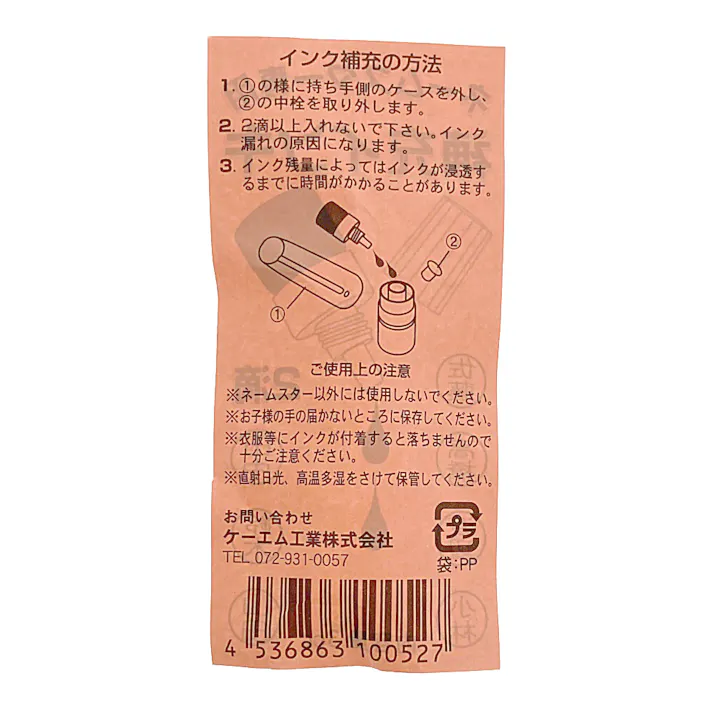 インク補充の方法
1. ①の様に持ち手側のケースを外し、
②の中栓を取り外します。
2. 2滴以上入れないで下さい。インク
漏れの原因になります。
3. インク残量によってはインクが浸透す
るまでに時間がかかることがあります。
②
①
ご使用上の注意
※ネームスター以外には使用しないでください。
※お子様の手の届かないところに保存してください。
※衣服等にインクが付着すると落ちませんので
十分ご注意ください。
※直射日光、高温多湿をさけて保管してください。
お問い合わせ
ケーエム工業株式会社
TEL 072-931-0057
プラ
袋:PP
4 536863 100527